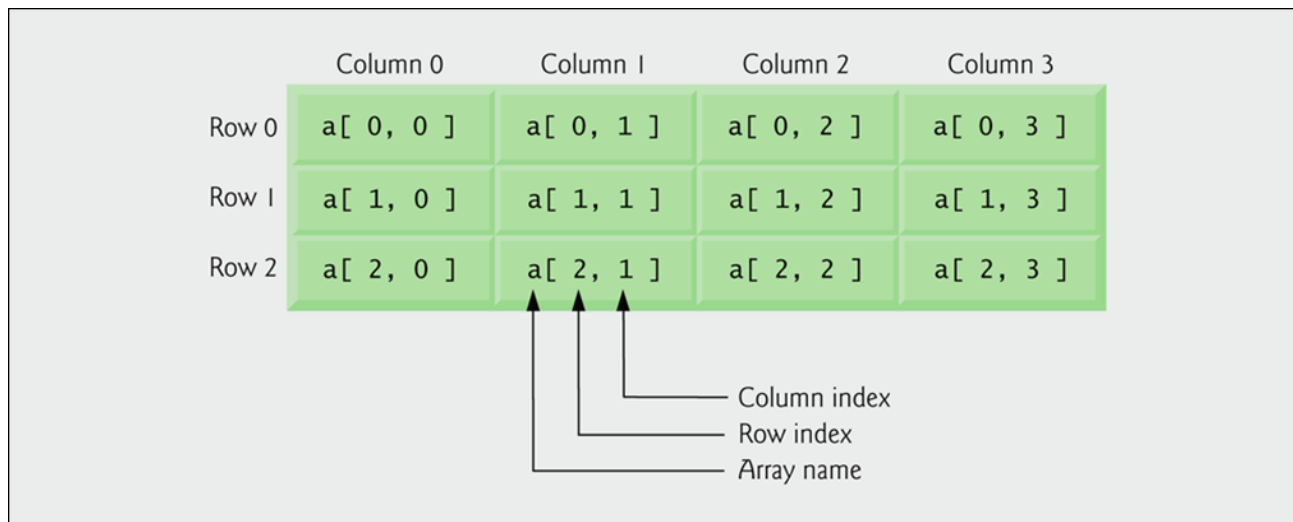 Column 0 Column 1 Column 2 Column 3
Row 0 a[ 0, 0 ] a[ 0, 1 ] a[ 0, 2 ] a[ 0, 3 ]
Row 1 a[ 1, 0 ] a[ 1, 1 ] a[ 1, 2 ] a[ 1, 3 ]
Row 2 a[ 2, 0 ] a[ 2, 1 ] a[ 2, 2 ] a[ 2, 3 ]
Column index
Row index
Array name